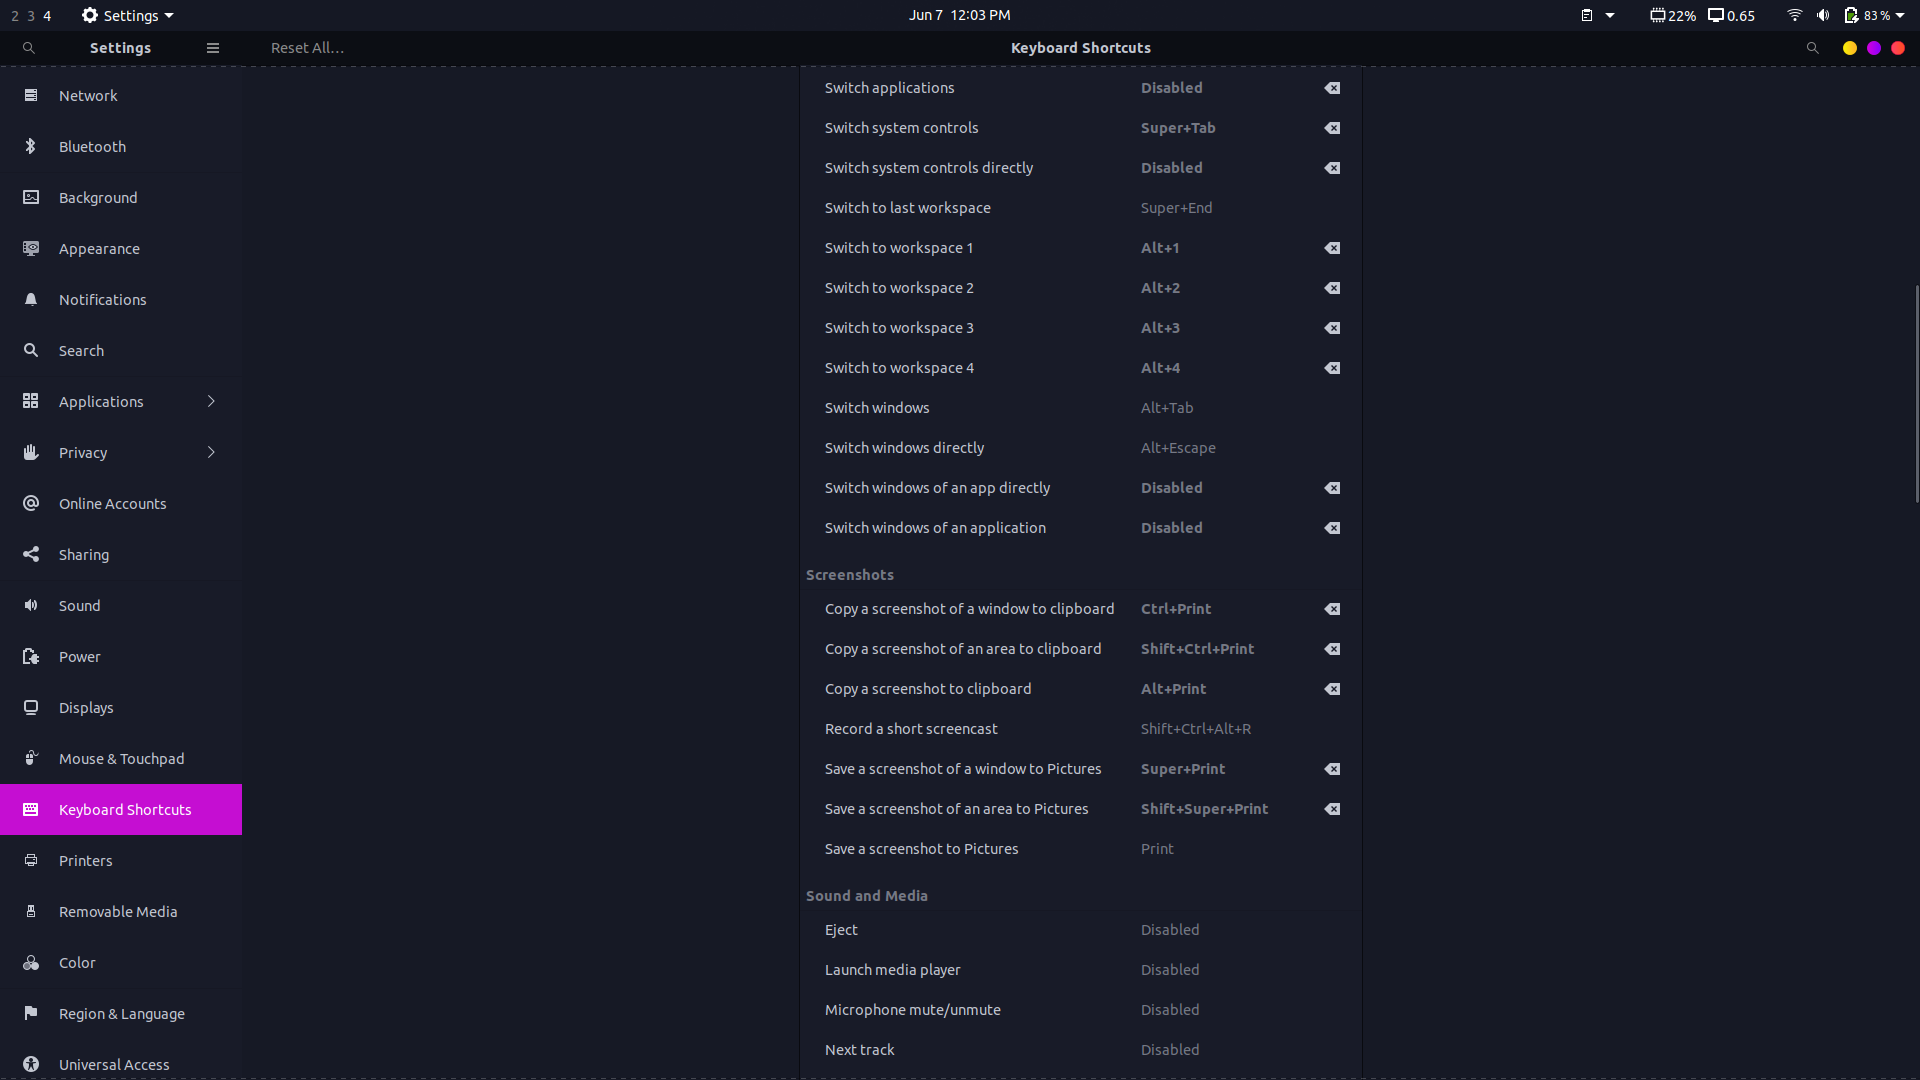 2 3 4 Settings Jun 7 12:03 PM 22% 0.65 83 %
Settings Reset All... Keyboard Shortcuts
Network
Bluetooth
Background
Appearance
Notifications
Search
Applications
Privacy
Online Accounts
Sharing
Sound
Power
Displays
Mouse & Touchpad
Keyboard Shortcuts
Printers
Removable Media
Color
Region & Language
Universal Access
Switch applications Disabled
Switch system controls Super+Tab
Switch system controls directly Disabled
Switch to last workspace Super+End
Switch to workspace 1 Alt+1
Switch to workspace 2 Alt+2
Switch to workspace 3 Alt+3
Switch to workspace 4 Alt+4
Switch windows Alt+Tab
Switch windows directly Alt+Escape
Switch windows of an app directly Disabled
Switch windows of an application Disabled
Screenshots
Copy a screenshot of a window to clipboard Ctrl+Print
Copy a screenshot of an area to clipboard Shift+Ctrl+Print
Copy a screenshot to clipboard Alt+Print
Record a short screencast Shift+Ctrl+Alt+R
Save a screenshot of a window to Pictures Super+Print
Save a screenshot of an area to Pictures Shift+Super+Print
Save a screenshot to Pictures Print
Sound and Media
Eject Disabled
Launch media player Disabled
Microphone mute/unmute Disabled
Next track Disabled